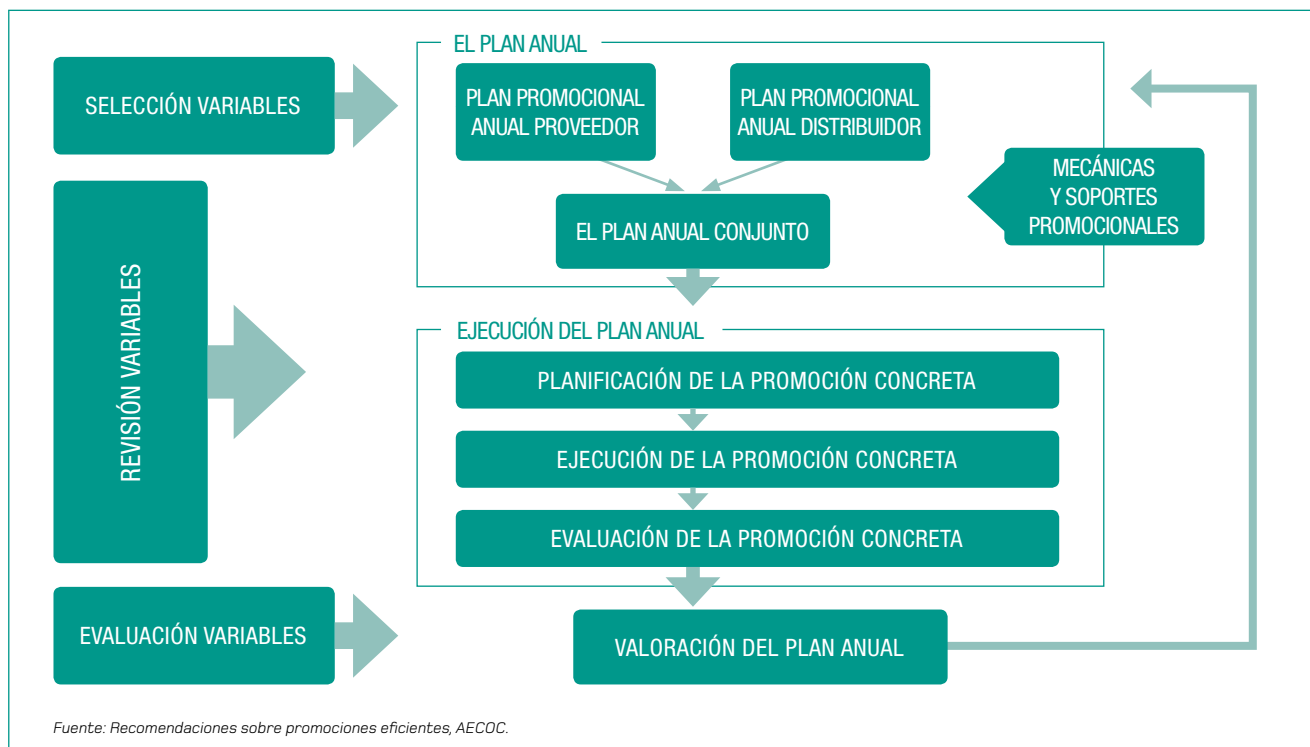 EL PLAN ANUAL
SELECCIÓN VARIABLES
PLAN PROMOCIONAL
ANUAL PROVEEDOR
PLAN PROMOCIONAL
ANUAL DISTRIBUIDOR
MECÁNICAS
Y SOPORTES
PROMOCIONALES
EL PLAN ANUAL CONJUNTO
REVISIÓN VARIABLES
EJECUCIÓN DEL PLAN ANUAL
PLANIFICACIÓN DE LA PROMOCIÓN CONCRETA
EJECUCIÓN DE LA PROMOCIÓN CONCRETA
EVALUACIÓN DE LA PROMOCIÓN CONCRETA
EVALUACIÓN VARIABLES
VALORACIÓN DEL PLAN ANUAL
Fuente: Recomendaciones sobre promociones eficientes, AECOC.